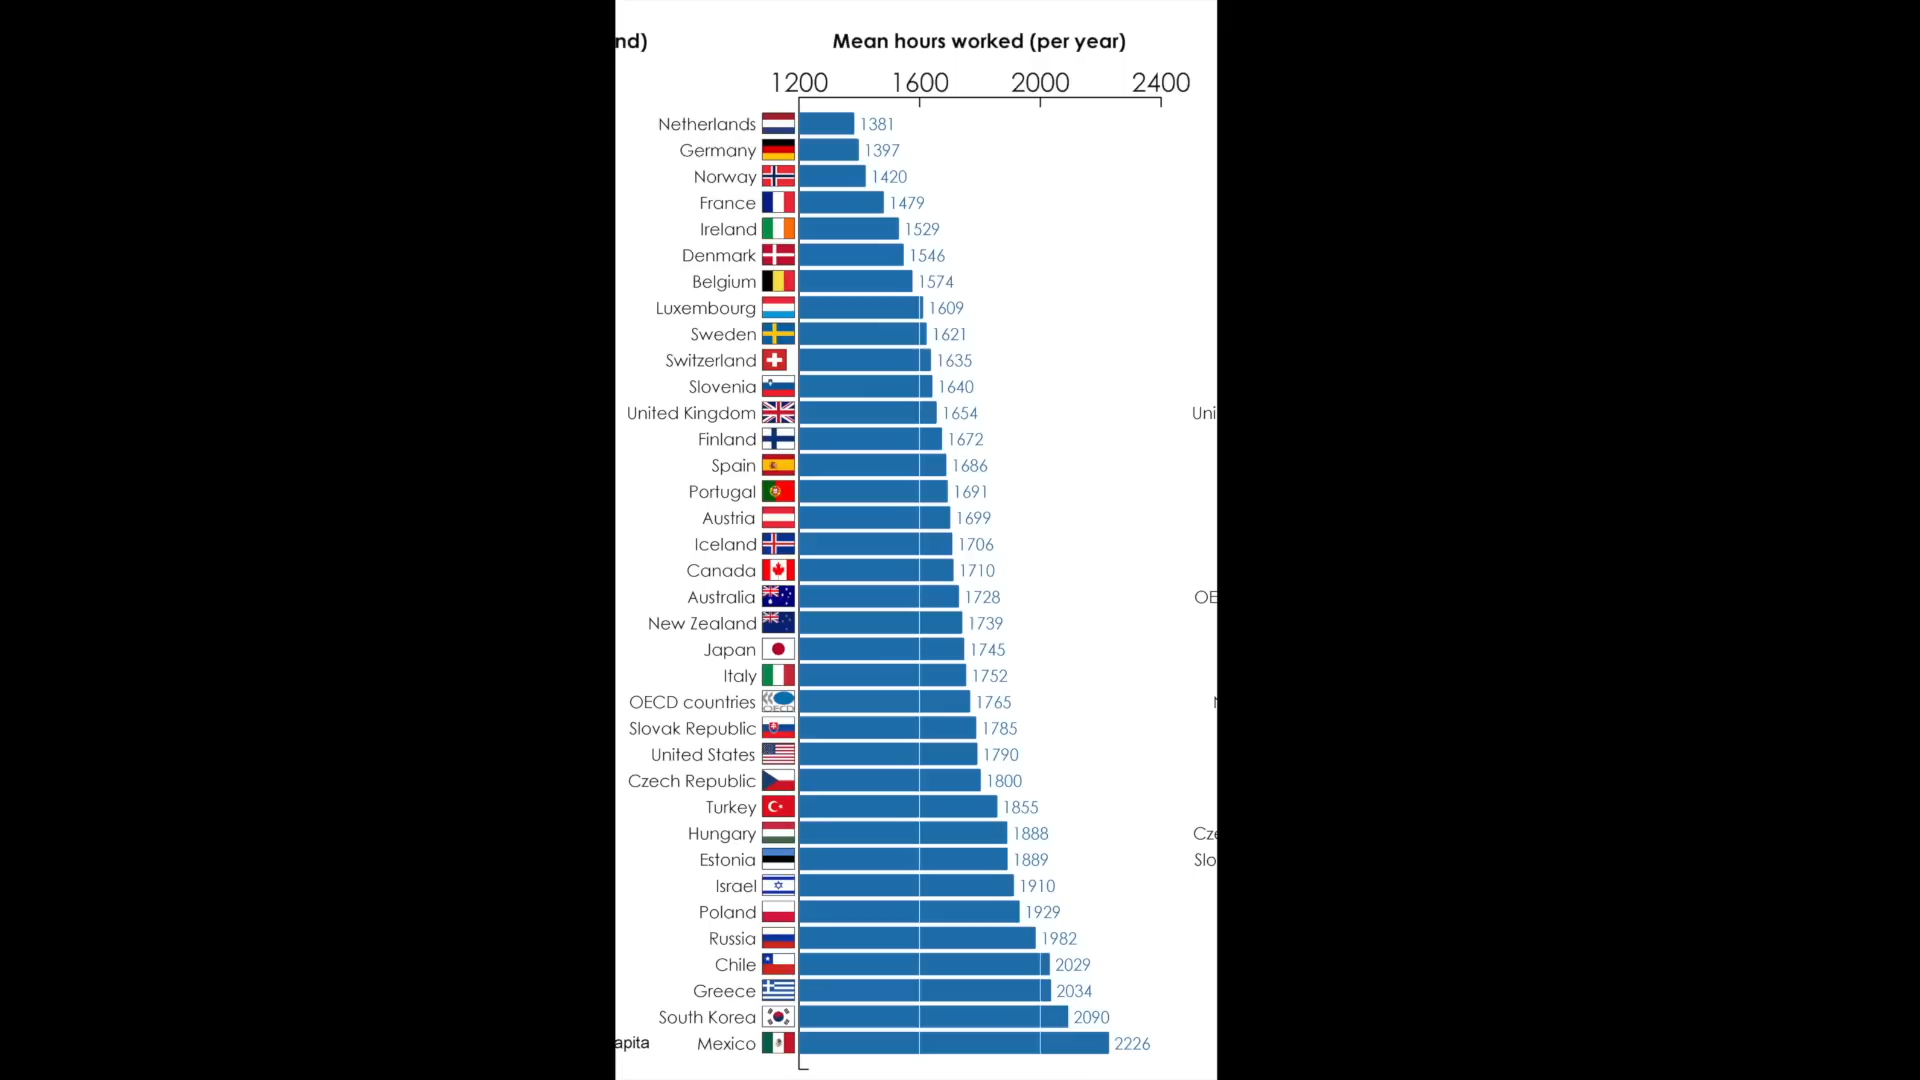 nd)
Mean hours worked (per year)
1200 1600 2000 2400
Netherlands 1381
Germany 1397
Norway 1420
France 1479
Ireland 1529
Denmark 1546
Belgium 1574
Luxembourg 1609
Sweden 1621
Switzerland 1635
Slovenia 1640
United Kingdom 1654 Uni
Finland 1672
Spain 1686
Portugal 1691
Austria 1699
Iceland 1706
Canada 1710
Australia 1728 OE
New Zealand 1739
Japan 1745
Italy 1752
OECD countries OECD 1765
Slovak Republic 1785
United States 1790
Czech Republic 1800
Turkey 1855
Hungary 1888 Cze
Estonia 1889 Slo
Israel 1910
Poland 1929
Russia 1982
Chile 2029
Greece 2034
South Korea 2090
apita Mexico 2226